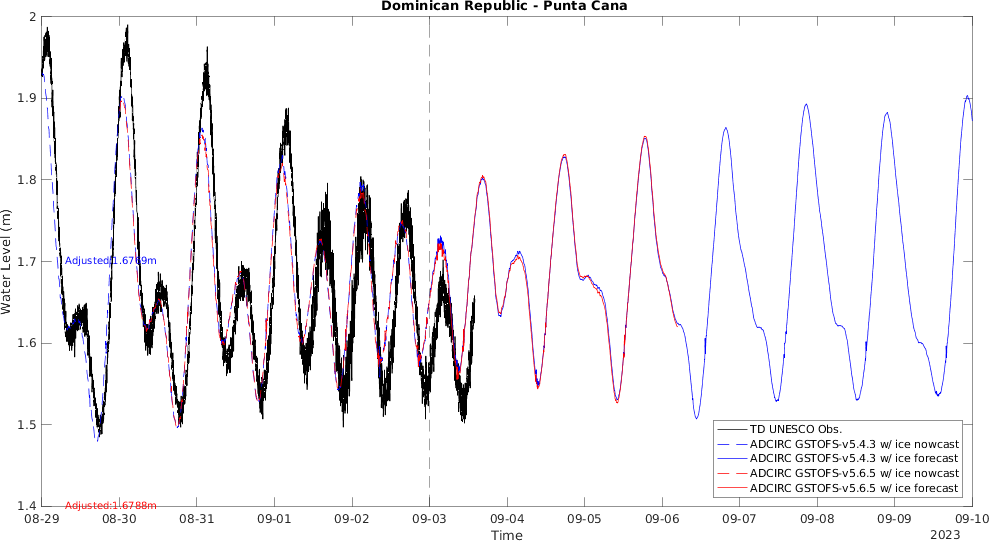 Dominican Republic - Punta Cana
Water Level (m)
2
1.9
1.8
1.7
1.6
1.5
1.4
Adjusted:1.6769m
Adjusted:1.6788m
TD UNESCO Obs.
ADCIRC GSTOFS-v5.4.3 w/ ice nowcast
ADCIRC GSTOFS-v5.4.3 w/ ice forecast
ADCIRC GSTOFS-v5.6.5 w/ ice nowcast
ADCIRC GSTOFS-v5.6.5 w/ ice forecast
08-29 08-30 08-31 09-01 09-02 09-03 09-04 09-05 09-06 09-07 09-08 09-09 09-10
Time
2023